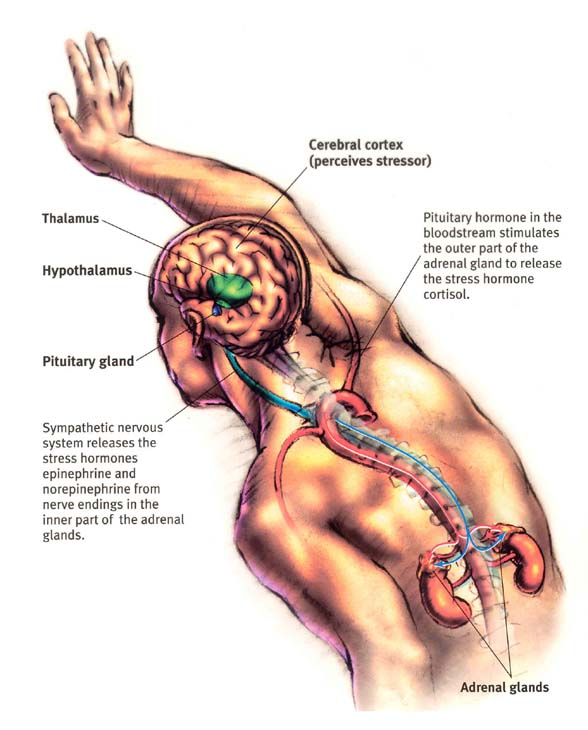 Cerebral cortex
(perceives stressor)
Thalamus
Hypothalamus
Pituitary gland
Pituitary hormone in the
bloodstream stimulates
the outer part of the
adrenal gland to release
the stress hormone
cortisol.
Sympathetic nervous
system releases the
stress hormones
epinephrine and
norepinephrine from
nerve endings in the
inner part of the adrenal
glands.
Adrenal glands